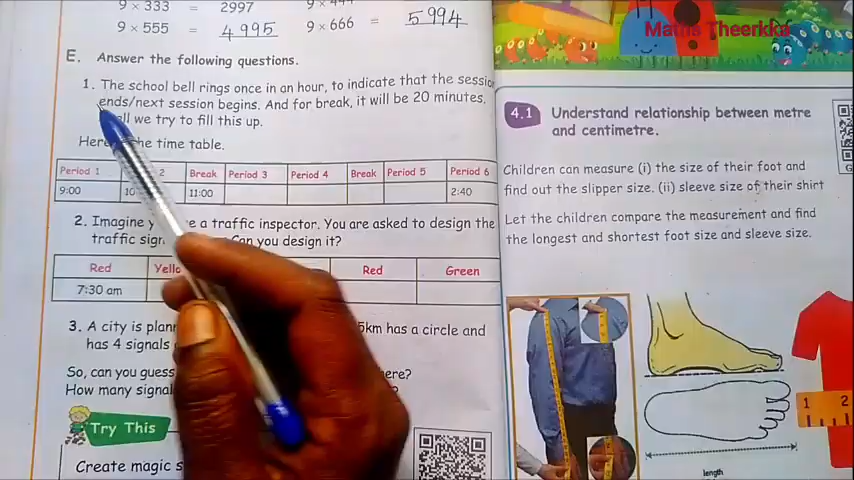 9 × 333 = 2997
9 × 555 = 4995
9 × 666 = 5994
E. Answer the following questions.
1. The school bell rings once in an hour, to indicate that the session
ends/next session begins. And for break, it will be 20 minutes.
we try to fill this up.
the time table.
Period 1 2 Break Period 3 Period 4 Break Period 5 Period 6
9:00 11:00 2:40
2. Imagine a traffic inspector. You are asked to design the
traffic Can you design it?
Red Red Green
7:30 am
3. A city is 5km has a circle and
has 4 signals
So, can you guess
How many
Try This
Create magic
Maths Theerkka
4.1 Understand relationship between metre
and centimetre.
Children can measure (i) the size of their foot and
find out the slipper size. (ii) sleeve size of their shirt
Let the children compare the measurement and find
the longest and shortest foot size and sleeve size.
1 2
length